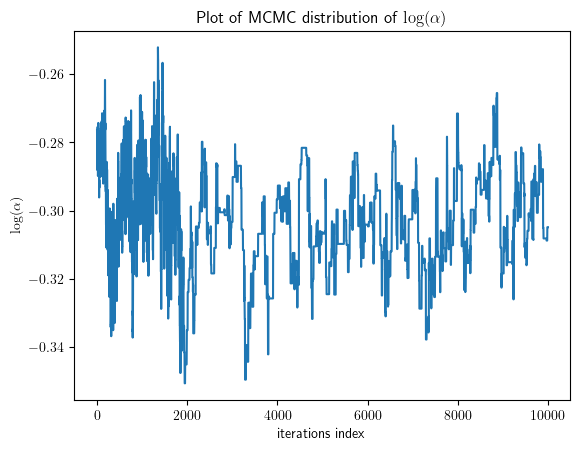 Plot of MCMC distribution of log(α)
−0.26
−0.28
−0.30
−0.32
−0.34
log(α)
0 2000 4000 6000 8000 10000
iterations index